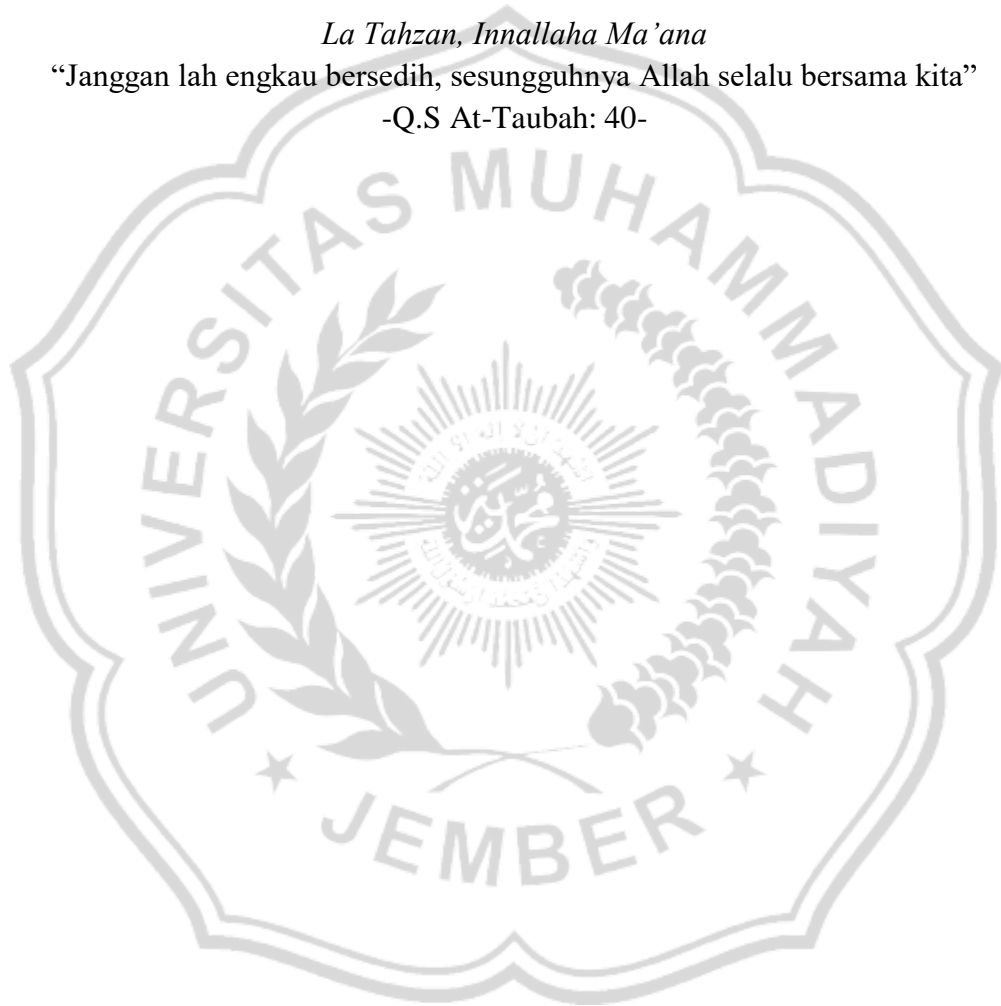 La Tahzan, Innallaha Ma’ana
“Janggan lah engkau bersedih, sesungguhnya Allah selalu bersama kita”
-Q.S At-Taubah: 40-
UNIVERSITAS MUHAMMADIYAH
JEMBER